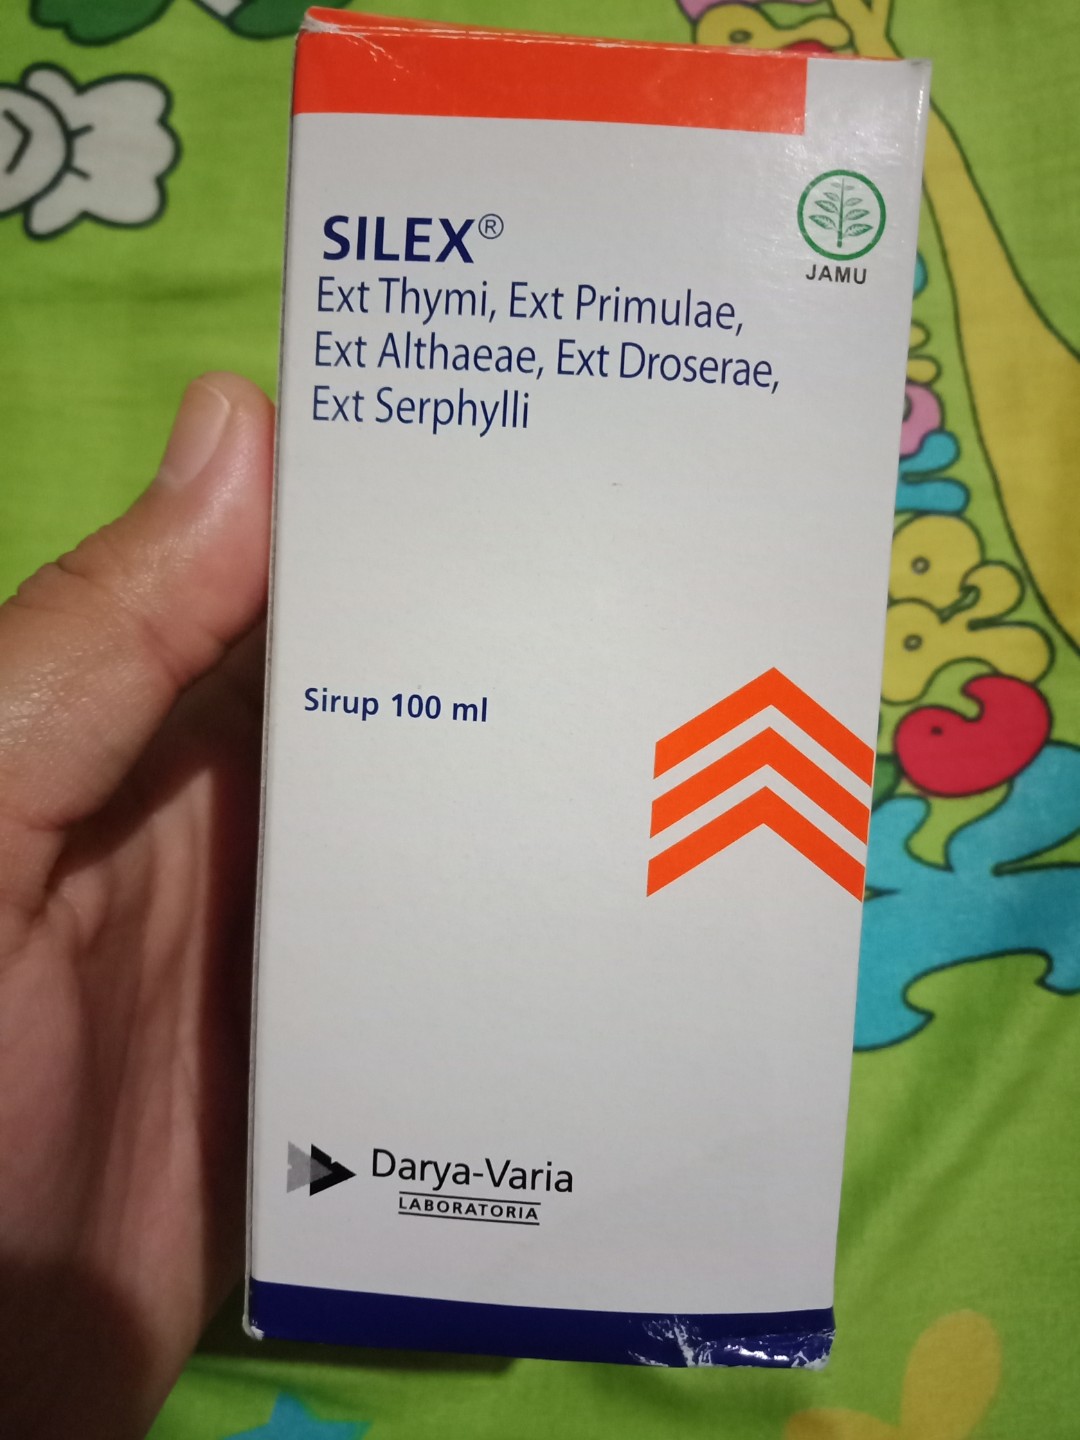 SILEX®
JAMU
Ext Thymi, Ext Primulae,
Ext Althaeae, Ext Droserae,
Ext Serphylli
Sirup 100 ml
Darya-Varia
LABORATORIA